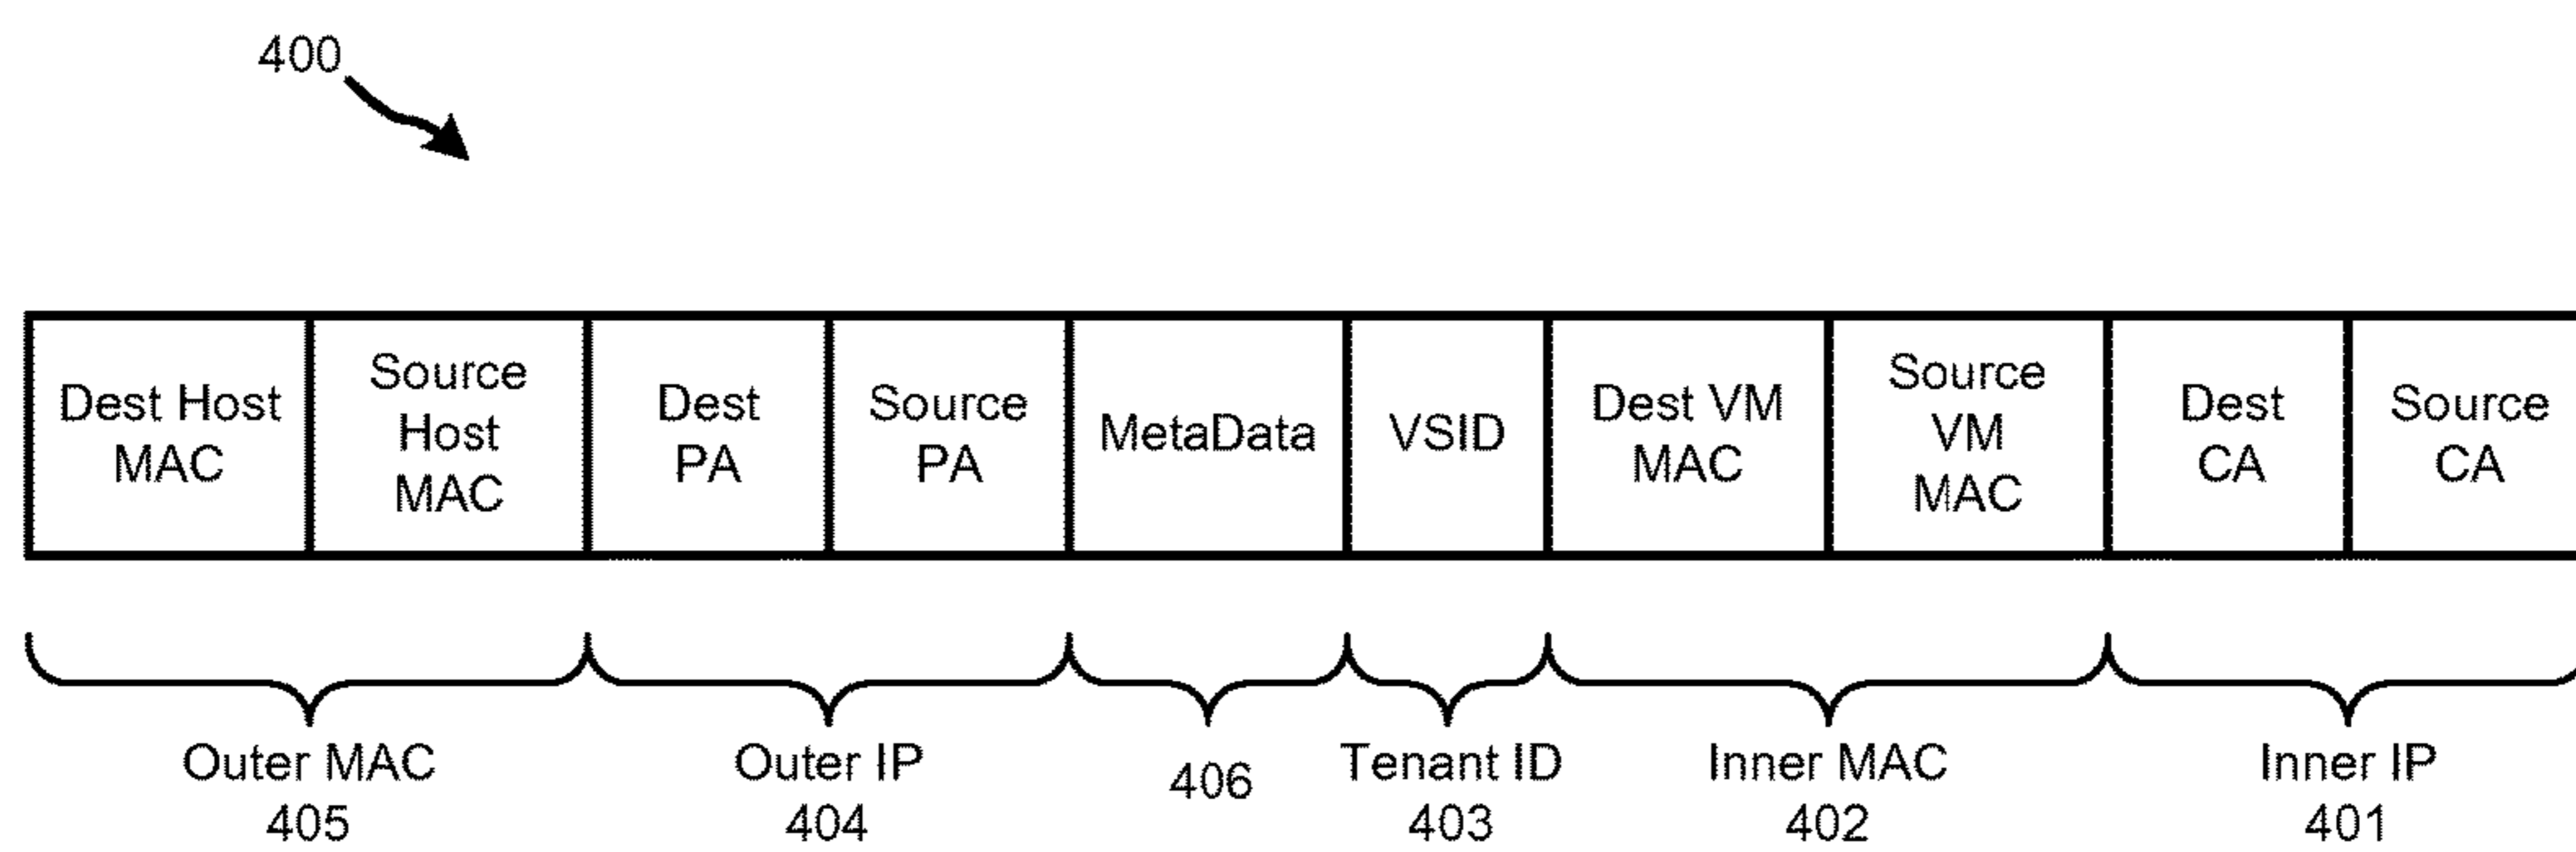 400
Dest Host
MAC
Source
Host
MAC
Dest
PA
Source
PA
MetaData
VSID
Dest VM
MAC
Source
VM
MAC
Dest
CA
Source
CA
Outer MAC
405
Outer IP
404
406
Tenant ID
403
Inner MAC
402
Inner IP
401